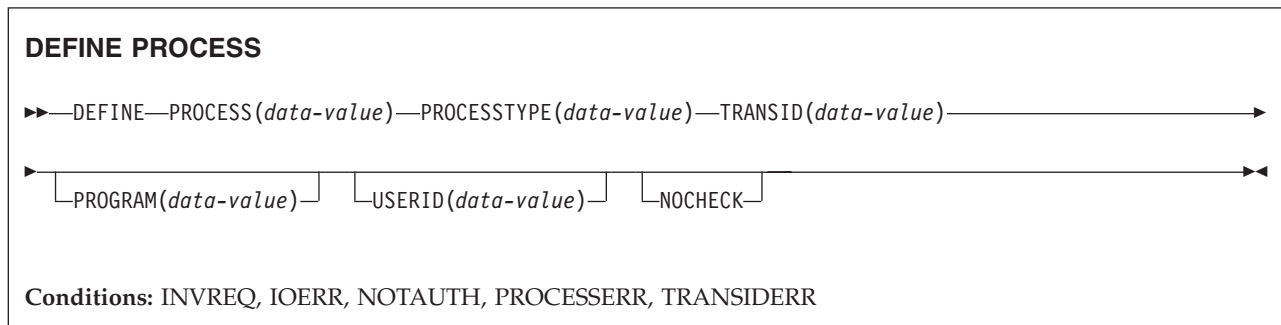 DEFINE PROCESS
DEFINE PROCESS(data-value) PROCESSTYPE(data-value) TRANSID(data-value)
PROGRAM(data-value) USERID(data-value) NOCHECK
Conditions: INVREQ, IOERR, NOTAUTH, PROCESSERR, TRANSIDERR